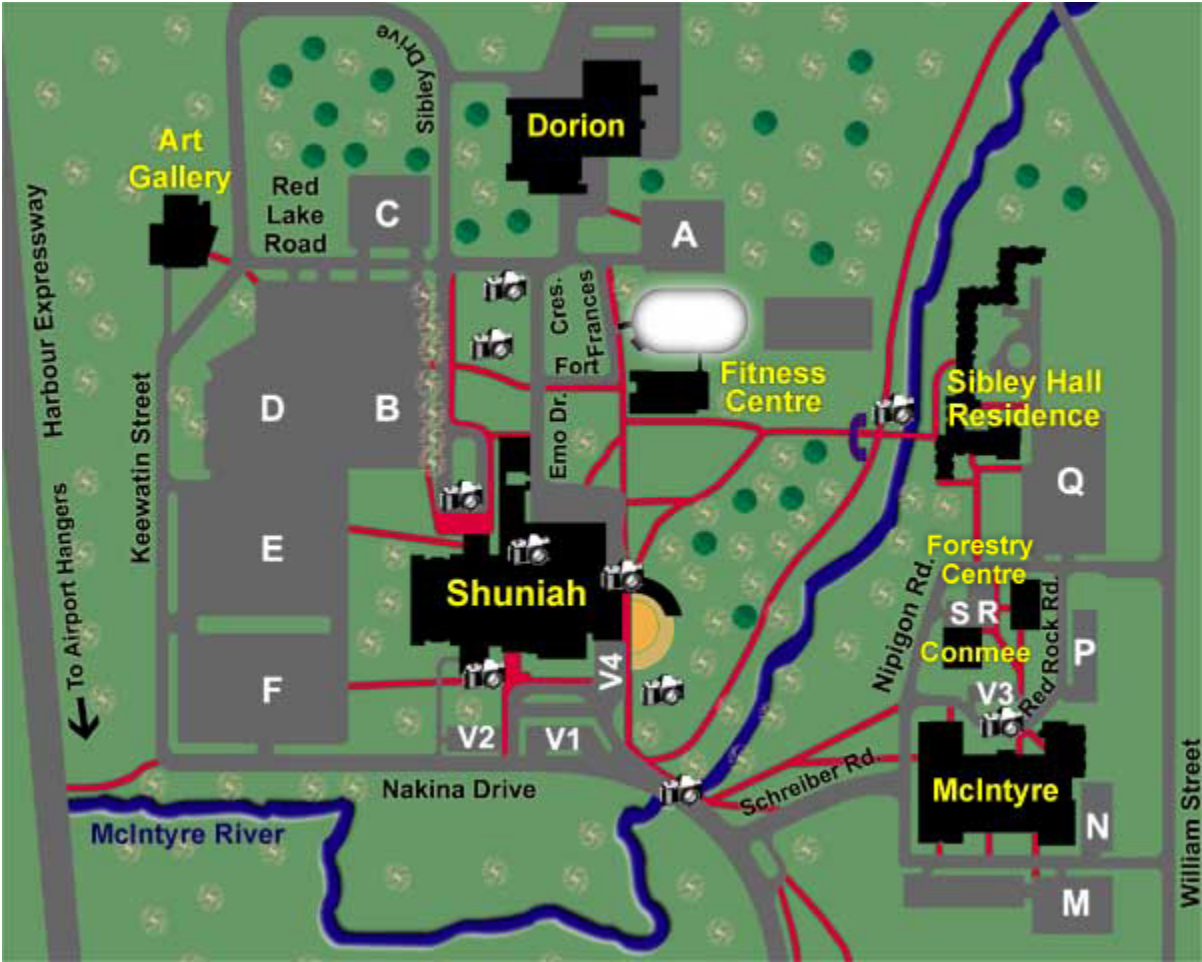 Sibley Drive
Dorion
Art
Gallery
Red
Lake
Road
C
A
Harbour Expressway
Cres.
Frances
Fort
Fitness
Centre
Sibley Hall
Residence
Keewatin Street
D
B
Emo Dr.
Q
E
To Airport Hangers
Shuniah
Forestry
Centre
Nipigon Rd.
S R
Red Rock Rd.
Conmee
P
F
V4
V3
V2
V1
Schreiber Rd.
Nakina Drive
McIntyre
McIntyre River
N
William Street
M